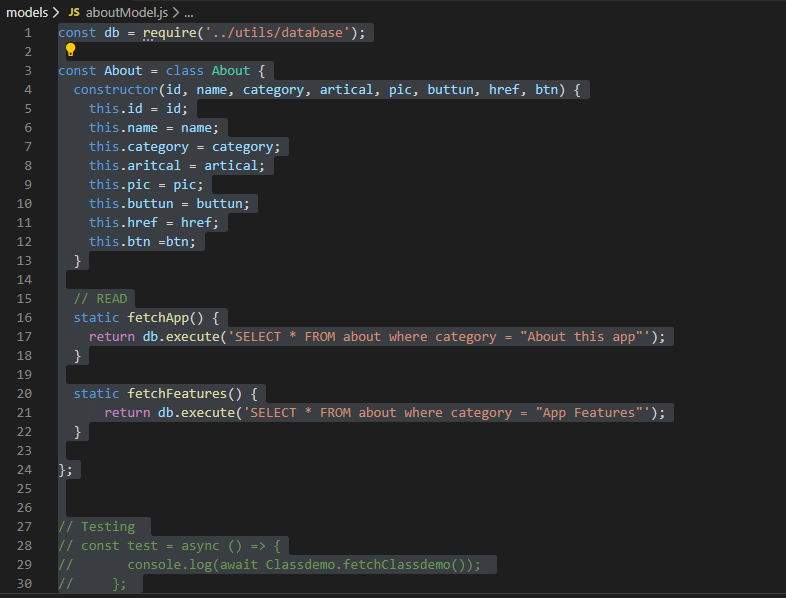 models > JS aboutModel.js > ...
1 const db = require('../utils/database');
2
3 const About = class About {
4 constructor(id, name, category, artical, pic, buttun, href, btn) {
5 this.id = id;
6 this.name = name;
7 this.category = category;
8 this.aritcal = artical;
9 this.pic = pic;
10 this.buttun = buttun;
11 this.href = href;
12 this.btn =btn;
13 }
14
15 // READ
16 static fetchApp() {
17 return db.execute('SELECT * FROM about where category = "About this app"');
18 }
19
20 static fetchFeatures() {
21 return db.execute('SELECT * FROM about where category = "App Features"');
22 }
23
24 };
25
26
27 // Testing
28 // const test = async () => {
29 // console.log(await Classdemo.fetchClassdemo());
30 // };